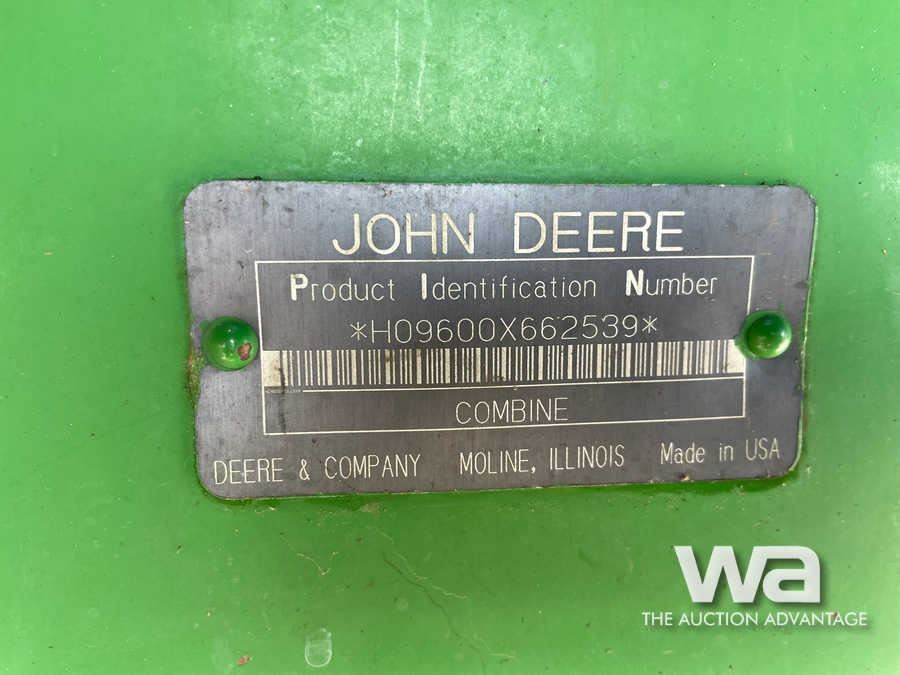 JOHN DEERE
Product Identification Number
*H09600X662539*
COMBINE
DEERE & COMPANY MOLINE, ILLINOIS Made in USA
wa
THE AUCTION ADVANTAGE